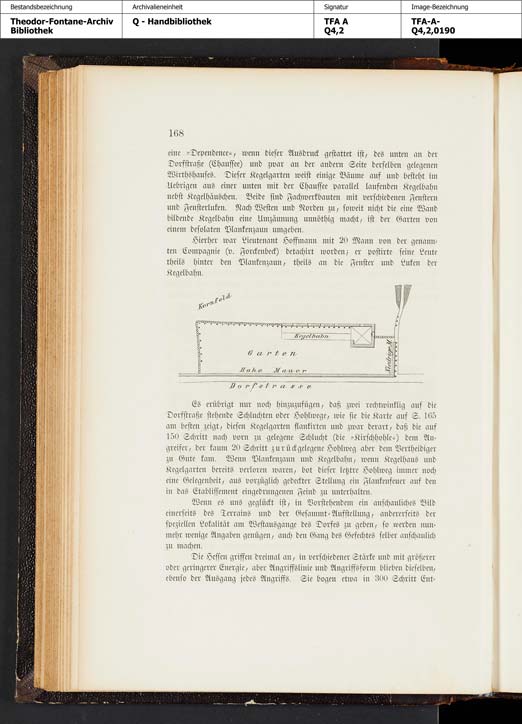 Bestandsbezeichnung Archivalieneinheit Signatur Image-Bezeichnung
Theodor-Fontane-Archiv Q - Handbibliothek TFA A TFA-A-
Bibliothek Q4,2 Q4,2,0190
168
eine »Dependence«, wenn dieser Ausdruck gestattet ist, des unten an der
Dorfstraße (Chaussee) und zwar an der andern Seite derselben gelegenen
Wirthshauses. Dieser Kegelgarten weist einige Bäume auf und besteht im
Uebrigen aus einer unten mit der Chaussee parallel laufenden Kegelbahn
nebst Kegelhäuschen. Beide sind Fachwerkbauten mit verschiedenen Fenstern
und Fensterluken. Nach Westen und Norden zu, soweit nicht die eine Wand
bildende Kegelbahn eine Umzäunung unnöthig macht, ist der Garten von
einem desolaten Plankenzaun umgeben.
Hierher war Lieutenant Hoffmann mit 20 Mann von der genann-
ten Compagnie (v. Forckenbeck) detachirt worden; er postirte seine Leute
theils hinter den Plankenzaun, theils an die Fenster und Luken der
Kegelbahn.
Kornfeld.
Kegelbahn
Garten
Niedrige M.
Hohe Mauer
Dorfstrasse
Es erübrigt nur noch hinzuzufügen, daß zwei rechtwinklig auf die
Dorfstraße stehende Schluchten oder Hohlwege, wie sie die Karte auf S. 165
am besten zeigt, diesen Kegelgarten flankirten und zwar derart, daß die auf
150 Schritt nach vorn zu gelegene Schlucht (die »Kirschhohle«) dem An-
greifer, der kaum 20 Schritt zurückgelegene Hohlweg aber dem Vertheidiger
zu Gute kam. Wenn Plankenzaun und Kegelbahn, wenn Kegelhaus und
Kegelgarten bereits verloren waren, bot dieser letztre Hohlweg immer noch
eine Gelegenheit, aus vorzüglich gedeckter Stellung ein Flankenfeuer auf den
in das Etablissement eingedrungenen Feind zu unterhalten.
Wenn es uns geglückt ist, in Vorstehendem ein anschauliches Bild
einerseits des Terrains und der Gesammt-Aufstellung, andererseits der
speziellen Lokalität am Westausgange des Dorfes zu geben, so werden nun-
mehr wenige Angaben genügen, auch den Gang des Gefechtes selber anschaulich
zu machen.
Die Hessen griffen dreimal an, in verschiedener Stärke und mit größerer
oder geringerer Energie, aber Angriffslinie und Angriffsform blieben dieselben,
ebenso der Ausgang jedes Angriffs. Sie bogen etwa in 300 Schritt Ent-